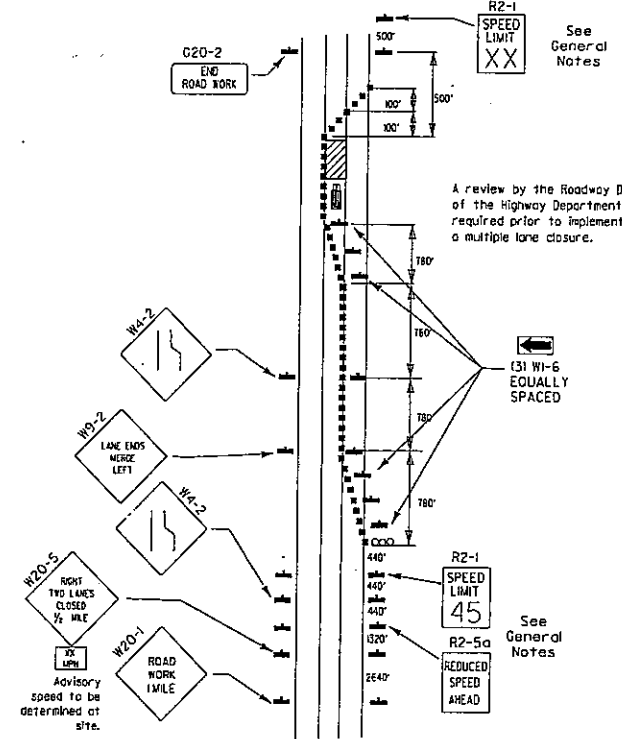 R2-1
SPEED
LIMIT
XX
See
General
Notes
G20-2
END
ROAD WORK
500'
500'
100'
100'
A review by the Roadway D
of the Highway Department
required prior to implement
a multiple lane closure.
780'
760'
780'
780'
(3) W1-6
EQUALLY
SPACED
W4-2
W9-2
LANE ENDS
MERGE
LEFT
W4-2
W20-5
RIGHT
TWO LANES
CLOSED
1/2 MILE
XX
MPH
Advisory
speed to be
determined at
site.
W20-1
ROAD
WORK
1 MILE
440'
440'
440'
1320'
2640'
R2-1
SPEED
LIMIT
45
See
General
Notes
R2-5a
REDUCED
SPEED
AHEAD